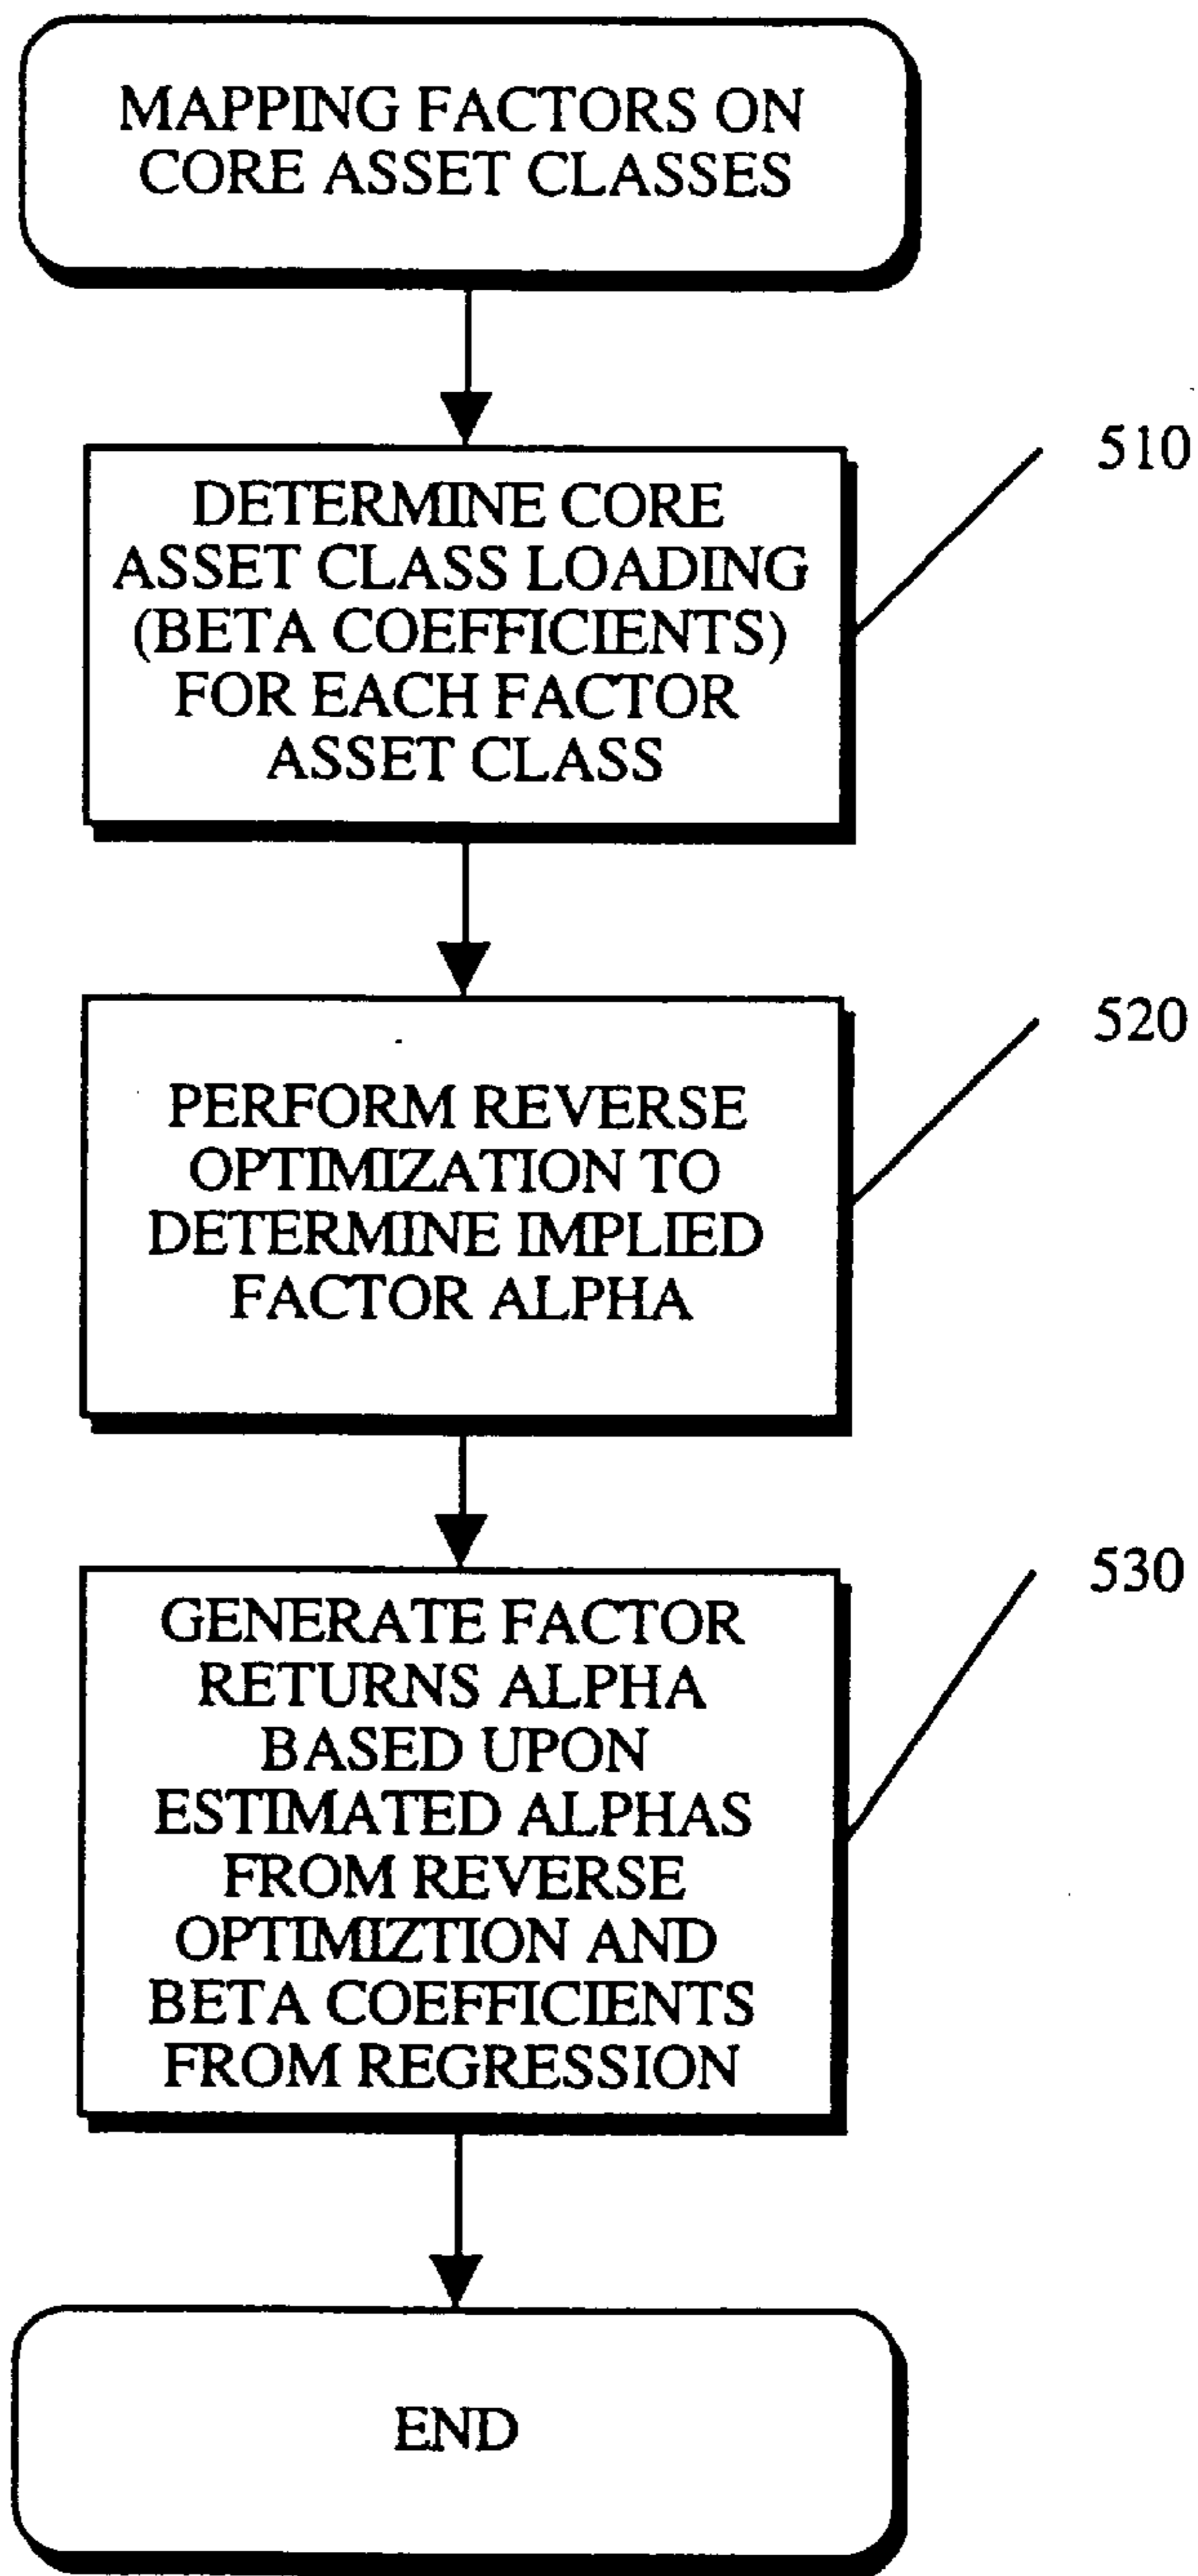 MAPPING FACTORS ON
CORE ASSET CLASSES
510
DETERMINE CORE
ASSET CLASS LOADING
(BETA COEFFICIENTS)
FOR EACH FACTOR
ASSET CLASS
520
PERFORM REVERSE
OPTIMIZATION TO
DETERMINE IMPLIED
FACTOR ALPHA
530
GENERATE FACTOR
RETURNS ALPHA
BASED UPON
ESTIMATED ALPHAS
FROM REVERSE
OPTIMIZTION AND
BETA COEFFICIENTS
FROM REGRESSION
END